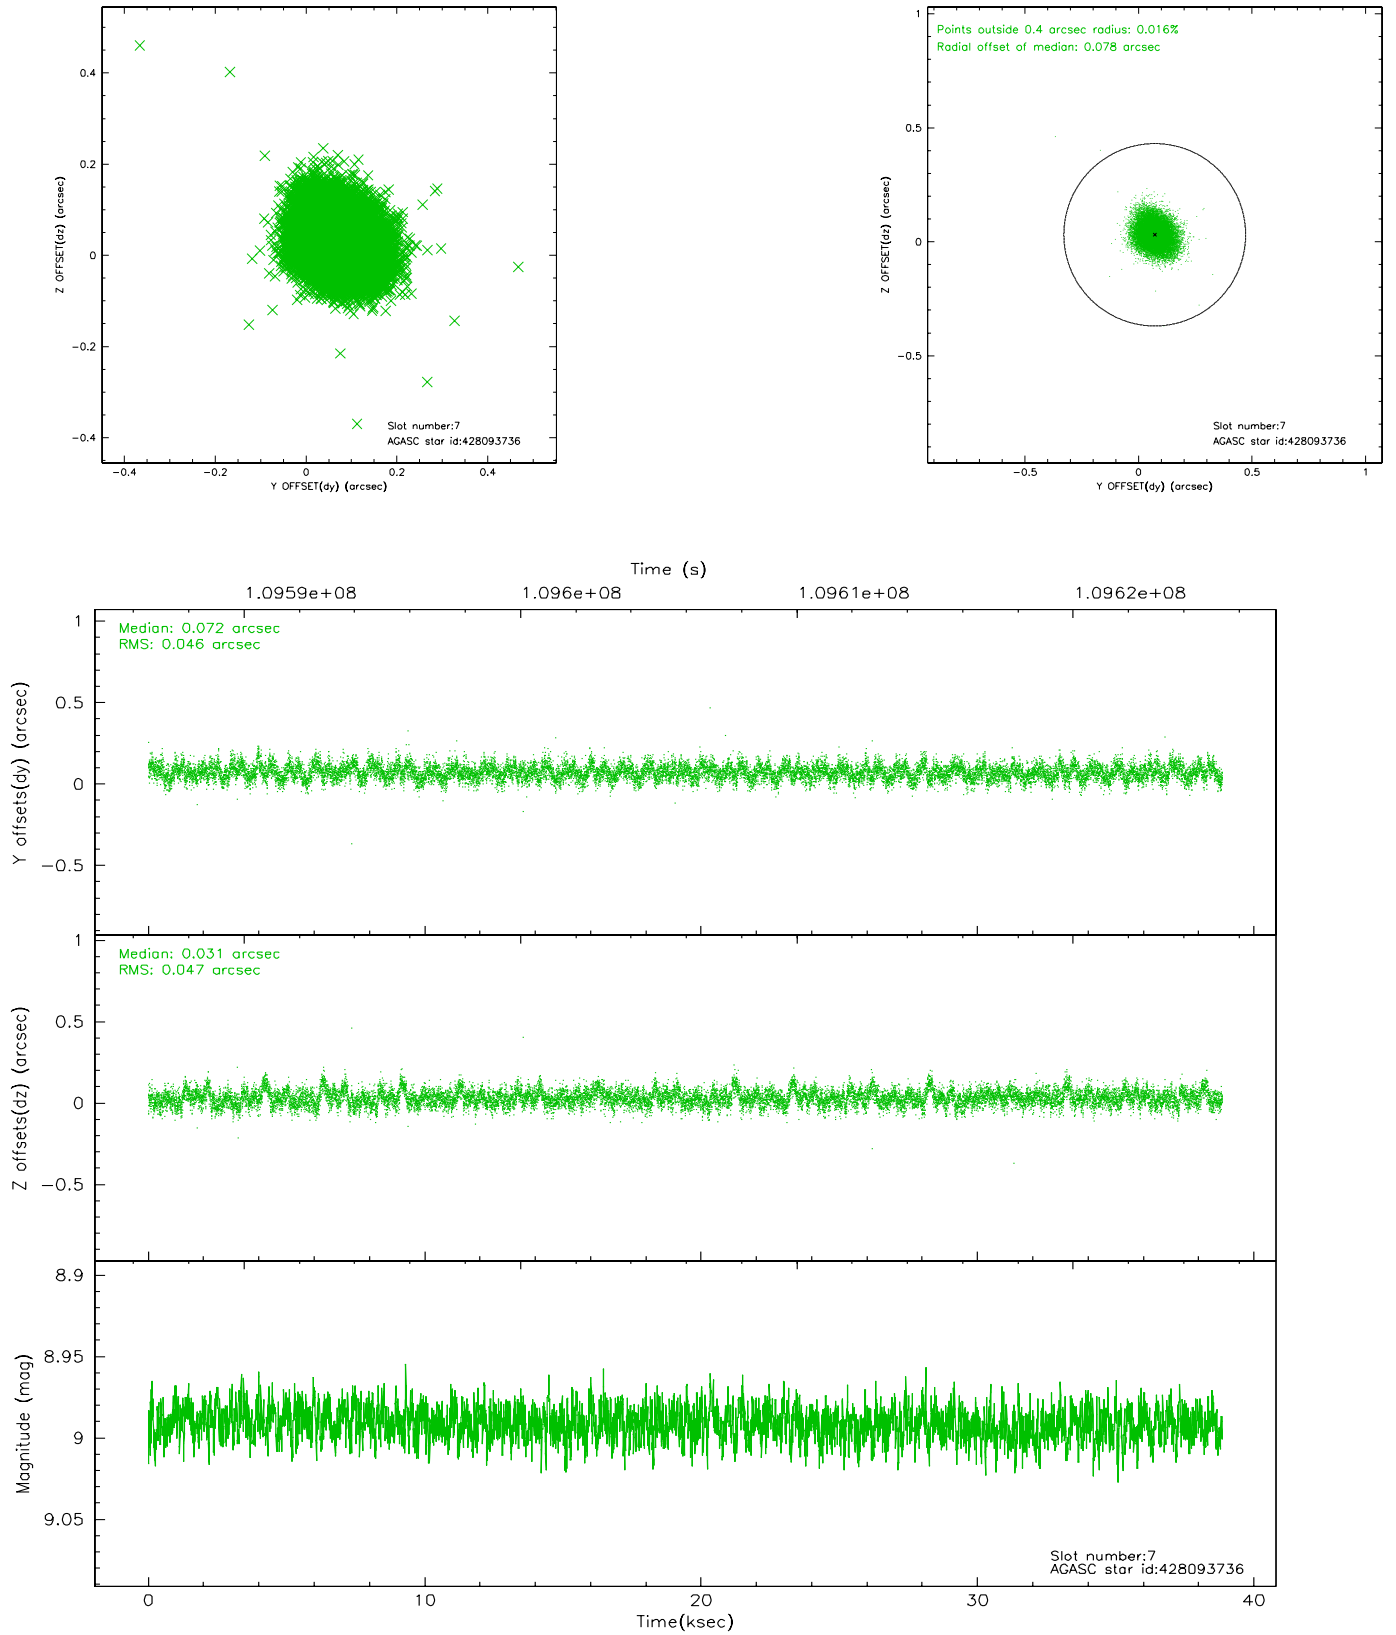 0.4
0.2
0
−0.2
−0.4
Z OFFSET(dz) (arcsec)
−0.4
−0.2
0
0.2
0.4
Y OFFSET(dy) (arcsec)
Slot number:7
AGASC star id:428093736
Points outside 0.4 arcsec radius: 0.016%
Radial offset of median: 0.078 arcsec
1
0.5
0
−0.5
Z OFFSET(dz) (arcsec)
−0.5
0
0.5
1
Y OFFSET(dy) (arcsec)
Slot number:7
AGASC star id:428093736
Time (s)
1.0959e+08
1.096e+08
1.0961e+08
1.0962e+08
Median: 0.072 arcsec
RMS: 0.046 arcsec
1
0.5
0
−0.5
Y offsets(dy) (arcsec)
Median: 0.031 arcsec
RMS: 0.047 arcsec
1
0.5
0
−0.5
Z offsets(dz) (arcsec)
8.9
8.95
9
9.05
Magnitude (mag)
Slot number:7
AGASC star id:428093736
0
10
20
30
40
Time(ksec)